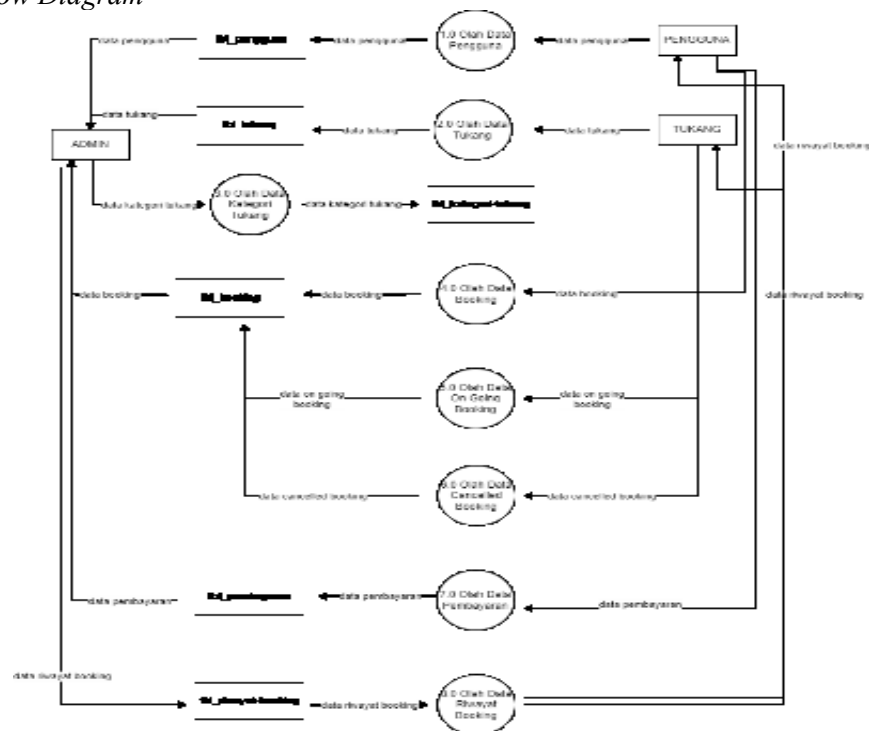 ow Diagram
data pengguna
tbl_pengguna
data pengguna
1.0 Olah Data
Pengguna
data pengguna
PENGGUNA
data tukang
tbl_tukang
data tukang
2.0 Olah Data
Tukang
data tukang
TUKANG
data riwayat booking
ADMIN
data kategori tukang
3.0 Olah Data
Kategori
Tukang
data kategori tukang
tbl_kategori tukang
data booking
tbl_booking
data booking
4.0 Olah Data
Booking
data booking
data riwayat booking
data on going
booking
5.0 Olah Data
On Going
Booking
data on going
booking
data cancelled booking
6.0 Olah Data
Cancelled
Booking
data cancelled booking
data pembayaran
data pembayaran
7.0 Olah Data
Pembayaran
data pembayaran
data riwayat booking
tbl_riwayat booking
data riwayat booking
8.0 Olah Data
Riwayat
Booking